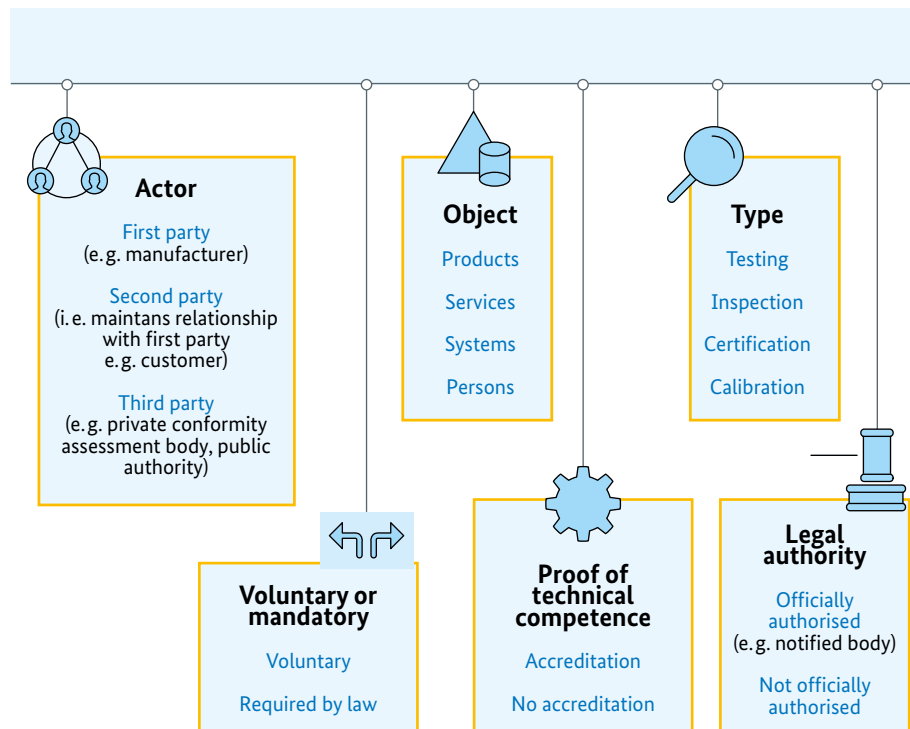 Actor
First party
(e.g. manufacturer)
Second party
(i.e. maintans relationship
with first party
e.g. customer)
Third party
(e.g. private conformity
assessment body, public
authority)
Voluntary or
mandatory
Voluntary
Required by law
Object
Products
Services
Systems
Persons
Proof of
technical
competence
Accreditation
No accreditation
Type
Testing
Inspection
Certification
Calibration
Legal
authority
Officially
authorised
(e.g. notified body)
Not officially
authorised